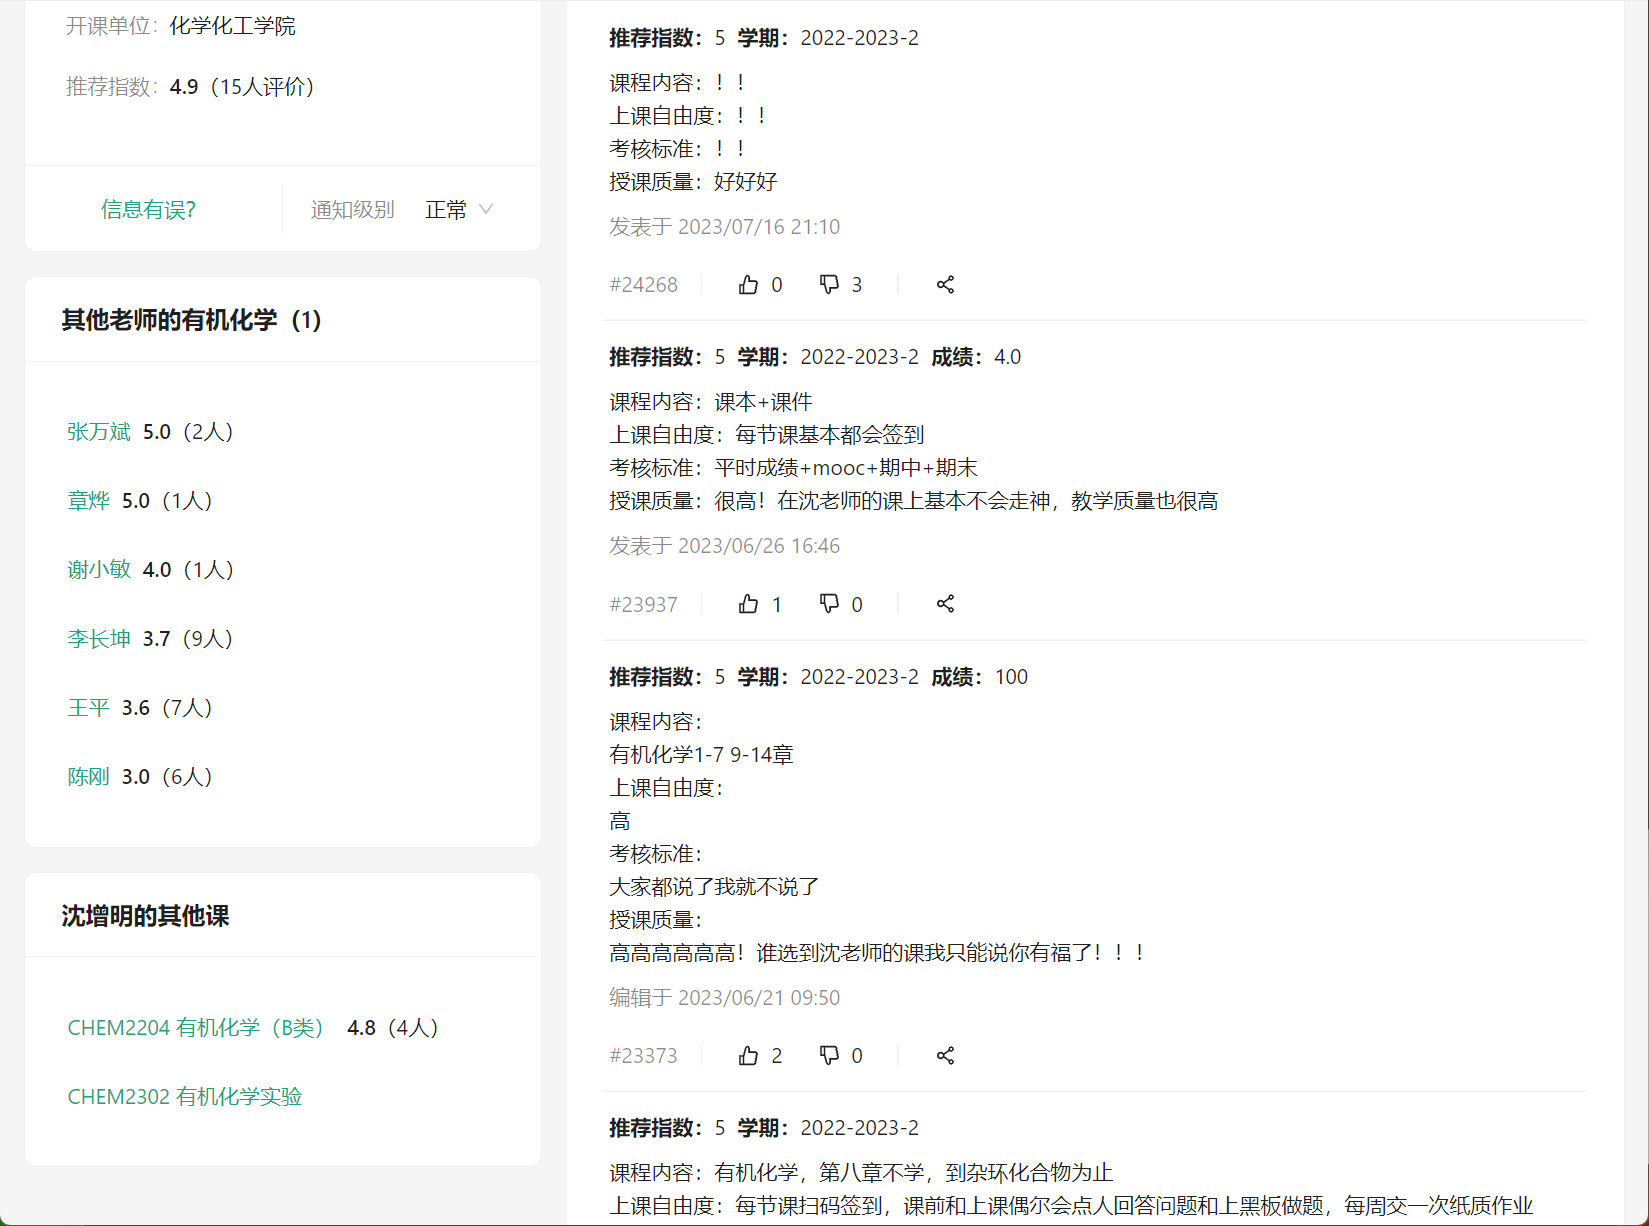 开课单位：化学化工学院
推荐指数：4.9（15人评价）
信息有误?
通知级别 正常
其他老师的有机化学（1）
张万斌 5.0（2人）
章烨 5.0（1人）
谢小敏 4.0（1人）
李长坤 3.7（9人）
王平 3.6（7人）
陈刚 3.0（6人）
沈增明的其他课
CHEM2204 有机化学（B类） 4.8（4人）
CHEM2302 有机化学实验
推荐指数：5 学期：2022-2023-2
课程内容：！！
上课自由度：！！
考核标准：！！
授课质量：好好好
发表于 2023/07/16 21:10
#24268 0 3
推荐指数：5 学期：2022-2023-2 成绩：4.0
课程内容：课本+课件
上课自由度：每节课基本都会签到
考核标准：平时成绩+mooc+期中+期末
授课质量：很高！在沈老师的课上基本不会走神，教学质量也很高
发表于 2023/06/26 16:46
#23937 1 0
推荐指数：5 学期：2022-2023-2 成绩：100
课程内容：
有机化学1-7 9-14章
上课自由度：
高
考核标准：
大家都说了我就不说了
授课质量：
高高高高高高！谁选到沈老师的课我只能说你有福了！！！
编辑于 2023/06/21 09:50
#23373 2 0
推荐指数：5 学期：2022-2023-2
课程内容：有机化学，第八章不学，到杂环化合物为止
上课自由度：每节课扫码签到，课前和上课偶尔会点人回答问题和上黑板做题，每周交一次纸质作业